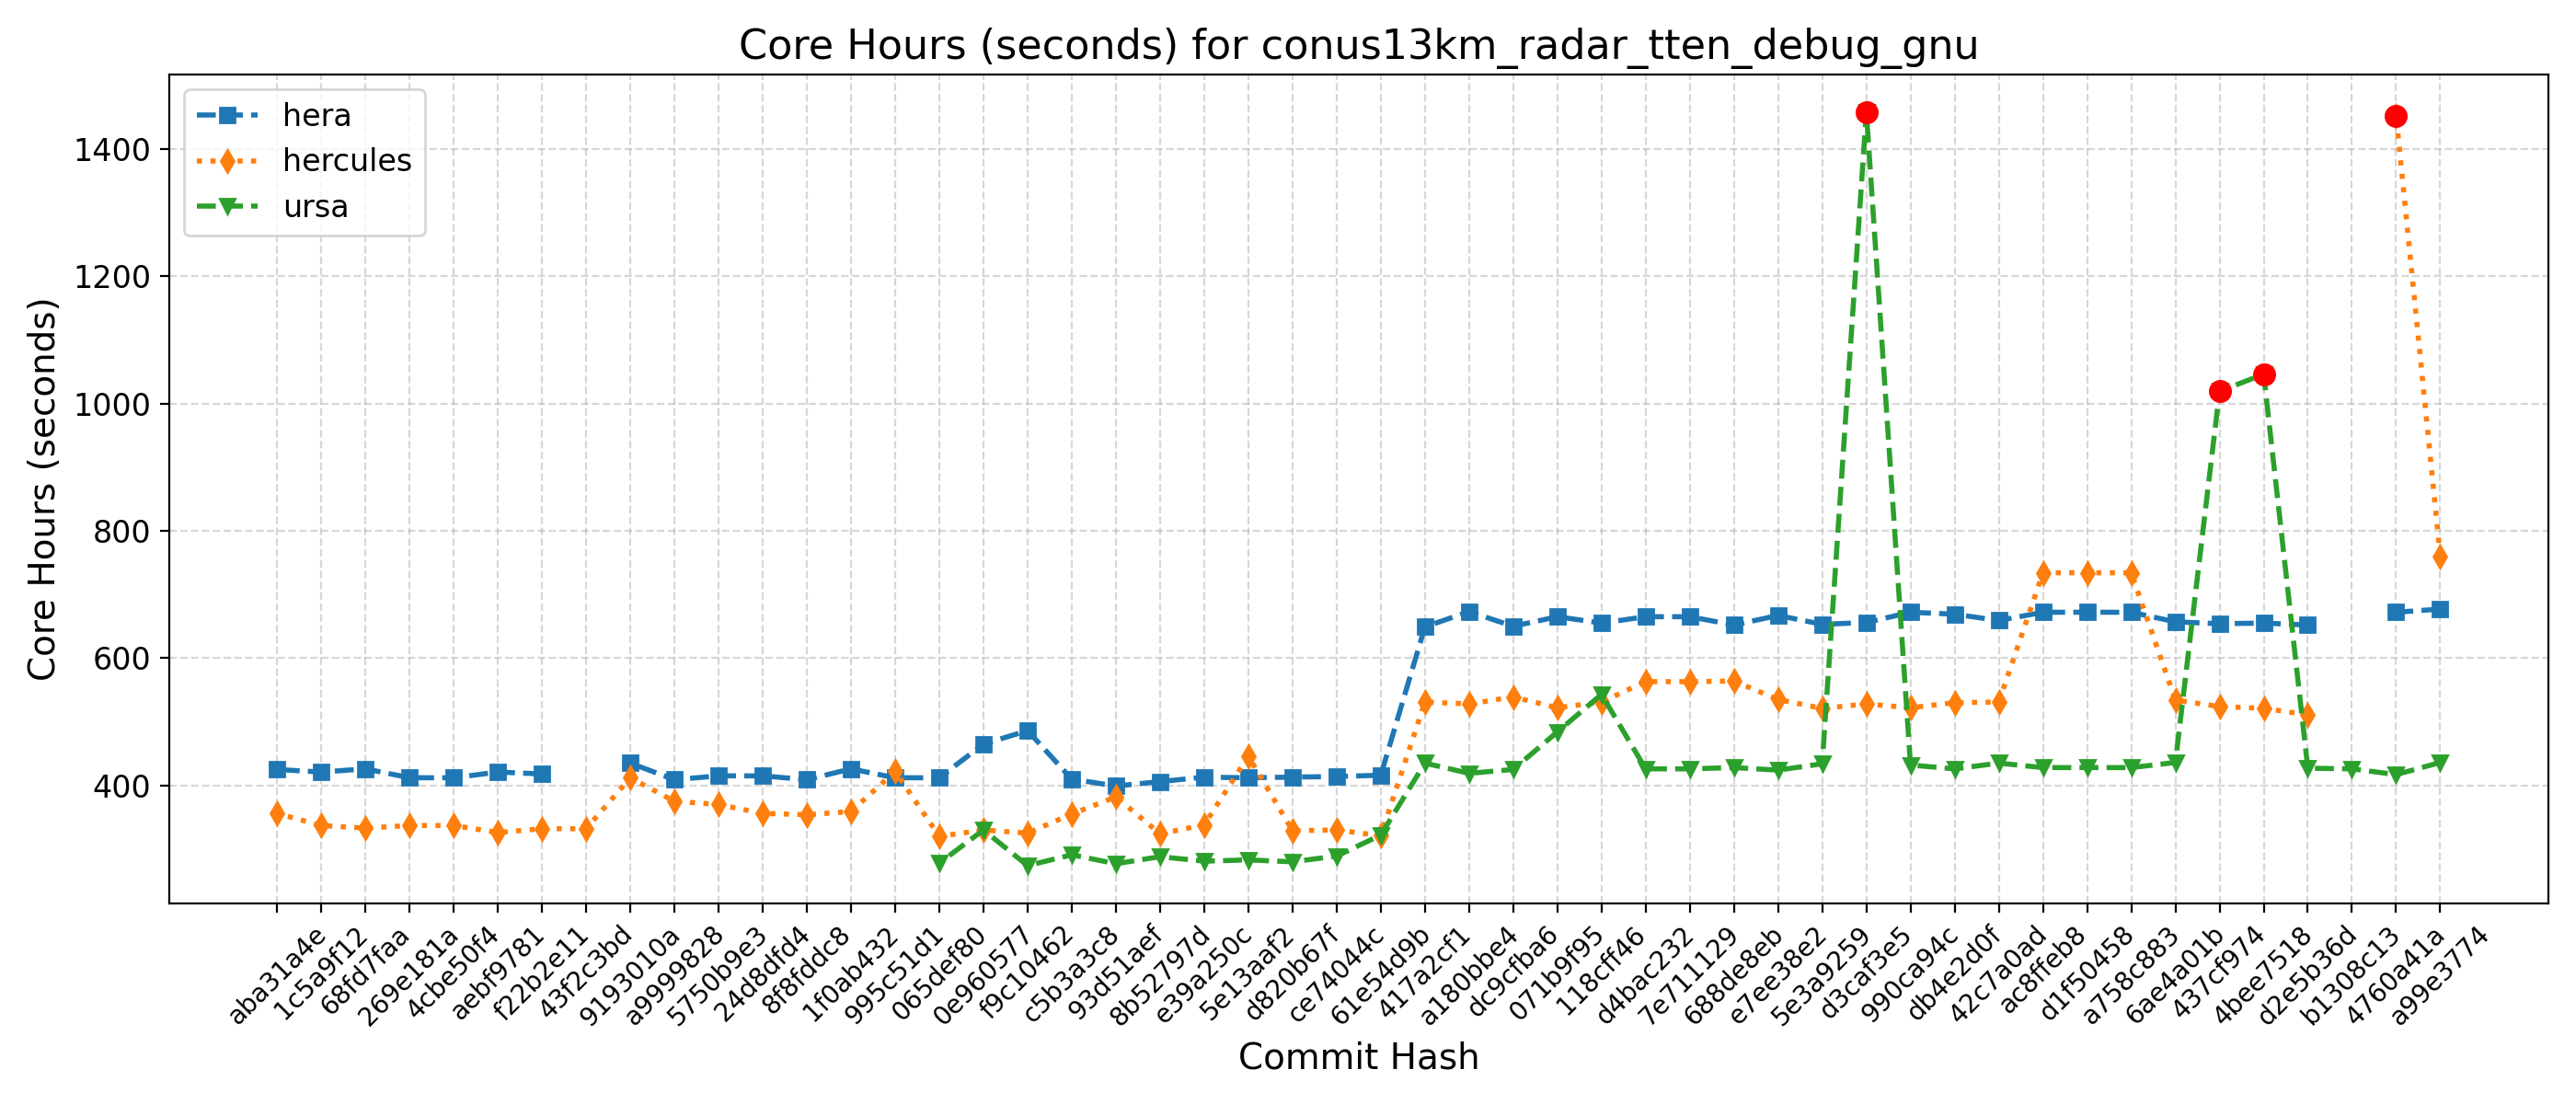 Core Hours (seconds) for conus13km_radar_tten_debug_gnu
hera
hercules
ursa
Core Hours (seconds)
1400
1200
1000
800
600
400
aba31a4e
1c5a9f12
68fd7faa
269e181a
4cbe50f4
aebf9781
f22b2e11
43f2c3bd
9193010a
a9999828
5750b9e3
24d8dfd4
8f8fddc8
1f0ab432
995c51d1
065def80
0e960577
f9c10462
c5b3a3c8
93d51aef
8b52797d
e39a250c
5e13aaf2
d820b67f
ce74044c
61e54d9b
417a2cf1
a180bbe4
dc9cfba6
071b9f95
118cff46
d4bac232
7e711129
688de8eb
e7ee38e2
5e3a9259
d3caf3e5
990ca94c
db4e2d0f
42c7a0ad
ac8ffeb8
d1f50458
a758c883
6ae4a01b
437cf974
4bee7518
d2e5b36d
b1308c13
4760a41a
a99e3774
Commit Hash